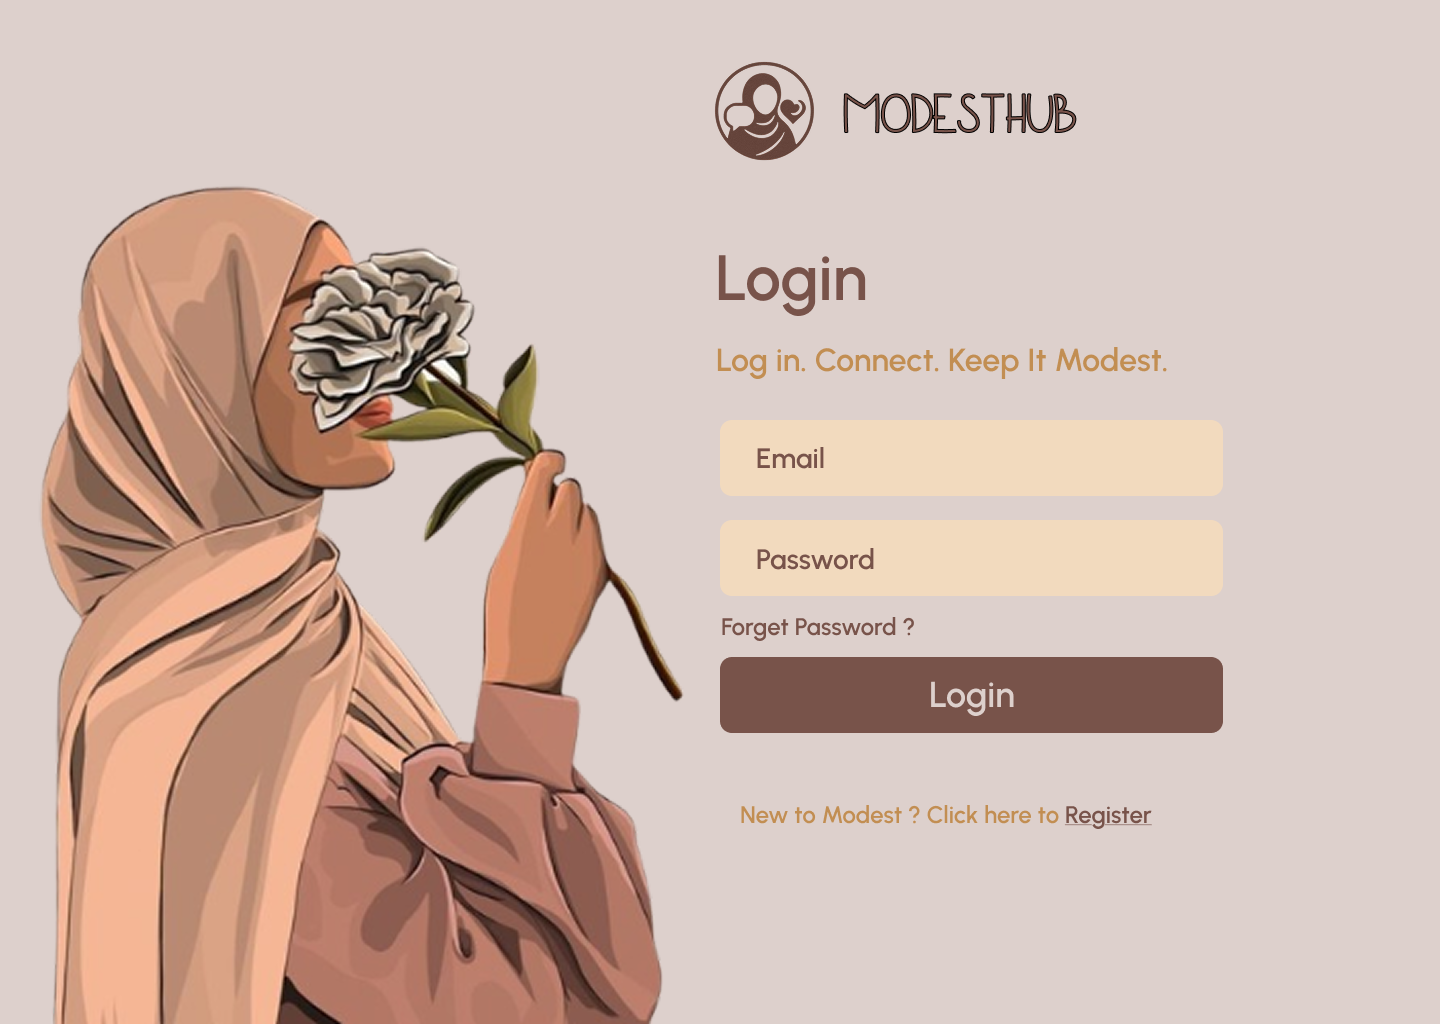 MODESTHUB
Login
Log in. Connect. Keep It Modest.
Email
Password
Forget Password ?
Login
New to Modest ? Click here to Register